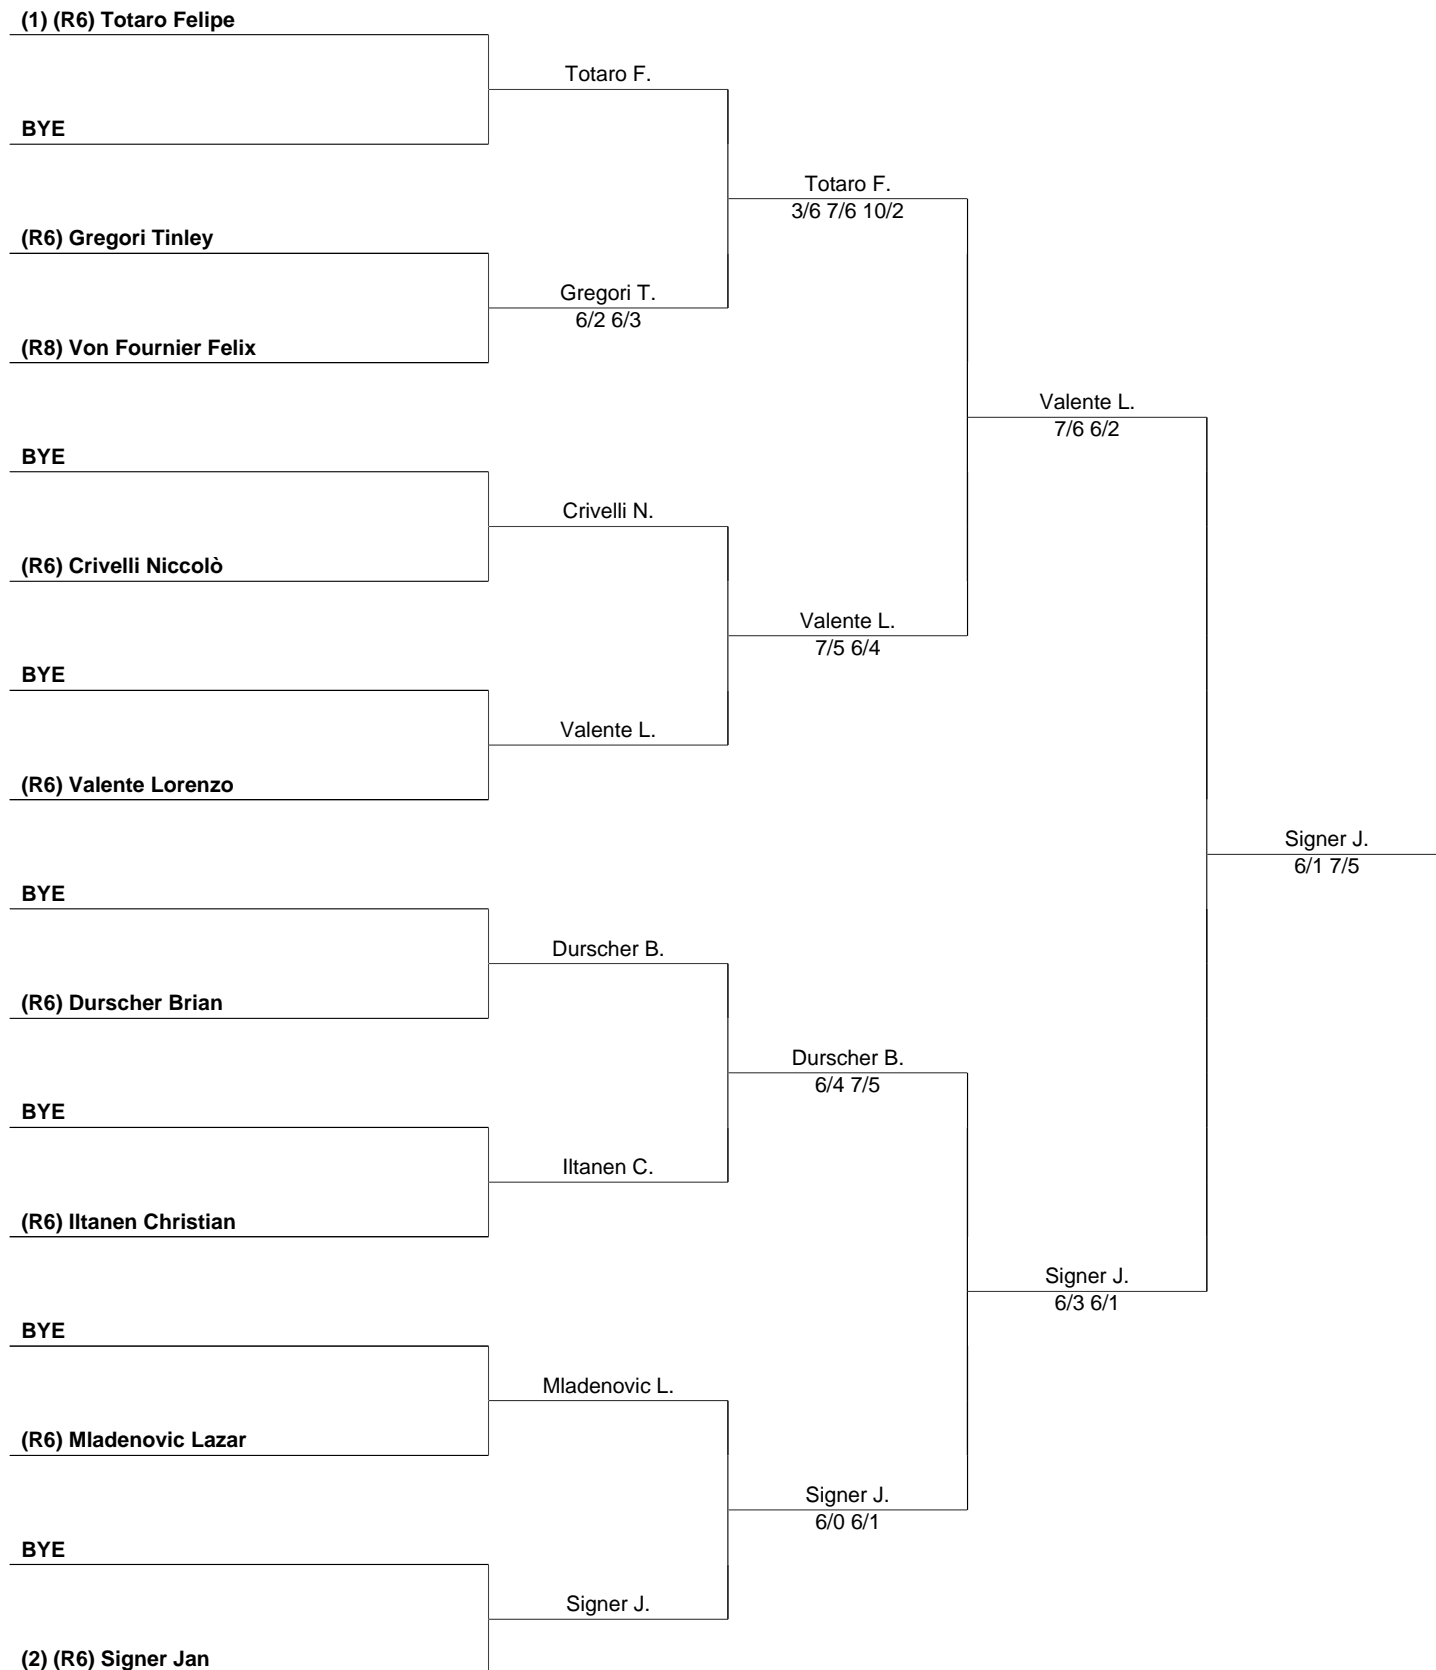 (1) (R6) Totaro Felipe
Totaro F.
BYE
Totaro F.
3/6 7/6 10/2
(R6) Gregori Tinley
Gregori T.
6/2 6/3
(R8) Von Fournier Felix
Valente L.
7/6 6/2
BYE
Crivelli N.
(R6) Crivelli Niccolò
Valente L.
7/5 6/4
BYE
Valente L.
(R6) Valente Lorenzo
Signer J.
6/1 7/5
BYE
Durscher B.
(R6) Durscher Brian
Durscher B.
6/4 7/5
BYE
Iltanen C.
(R6) Iltanen Christian
Signer J.
6/3 6/1
BYE
Mladenovic L.
(R6) Mladenovic Lazar
Signer J.
6/0 6/1
BYE
Signer J.
(2) (R6) Signer Jan